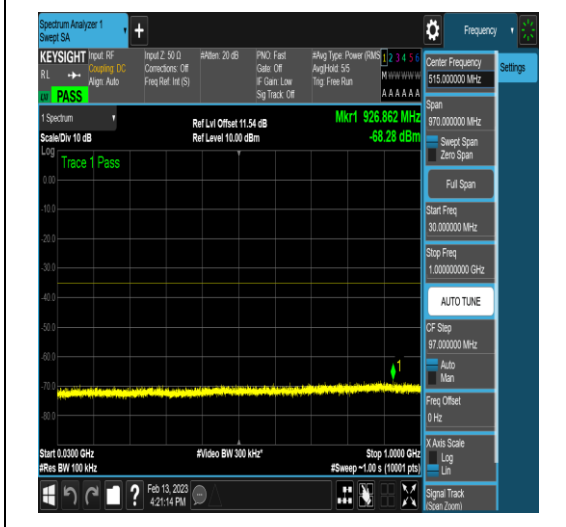 Spectrum Analyzer 1
Swept SA
Frequency
KEYSIGHT
RL
Input: RF
Coupling: DC
Align: Auto
Input Z: 50 Ω
Corrections: Off
Freq Ref: Int (S)
#Atten: 20 dB
PNO: Fast
Gate: Off
IF Gain: Low
Sig Track: Off
#Avg Type: Power (RMS)
Avg|Hold: 5/5
Trig: Free Run
1 2 3 4 5 6
M W W W W W
A A A A A A
PASS
1 Spectrum
Scale/Div 10 dB
Ref Lvl Offset 11.54 dB
Ref Level 10.00 dBm
Mkr1 926.862 MHz
-68.28 dBm
Log
Trace 1 Pass
0.00
-10.0
-20.0
-30.0
-40.0
-50.0
-60.0
-70.0
-80.0
1
Start 0.0300 GHz
#Res BW 100 kHz
#Video BW 300 kHz*
Stop 1.0000 GHz
#Sweep ~1.00 s (10001 pts)
Feb 13, 2023
4:21:14 PM
?
Center Frequency
515.000000 MHz
Settings
Span
970.000000 MHz
Swept Span
Zero Span
Full Span
Start Freq
30.000000 MHz
Stop Freq
1.000000000 GHz
AUTO TUNE
CF Step
97.000000 MHz
Auto
Man
Freq Offset
0 Hz
X Axis Scale
Log
Lin
Signal Track
(Span Zoom)